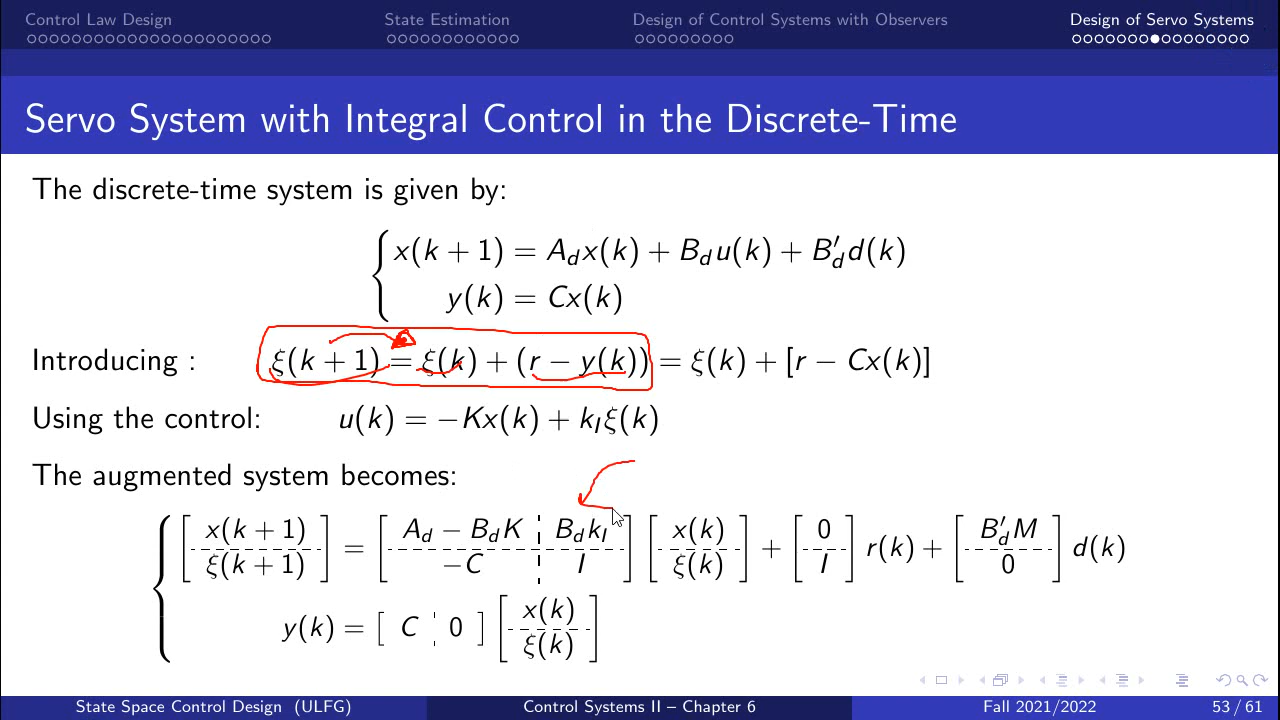 Control Law Design State Estimation Design of Control Systems with Observers Design of Servo Systems
Servo System with Integral Control in the Discrete-Time
The discrete-time system is given by:
x(k + 1) = A_d x(k) + B_d u(k) + B′_d d(k)
y(k) = Cx(k)
Introducing : ξ(k + 1) = ξ(k) + (r − y(k)) = ξ(k) + [r − Cx(k)]
Using the control: u(k) = −Kx(k) + k_I ξ(k)
The augmented system becomes:
[ x(k + 1) ; ξ(k + 1) ] = [ A_d − B_d K | B_d k_I ; −C | I ] [ x(k) ; ξ(k) ] + [ 0 ; I ] r(k) + [ B′_d M ; 0 ] d(k)
y(k) = [ C | 0 ] [ x(k) ; ξ(k) ]
State Space Control Design (ULFG) Control Systems II – Chapter 6 Fall 2021/2022 53 / 61